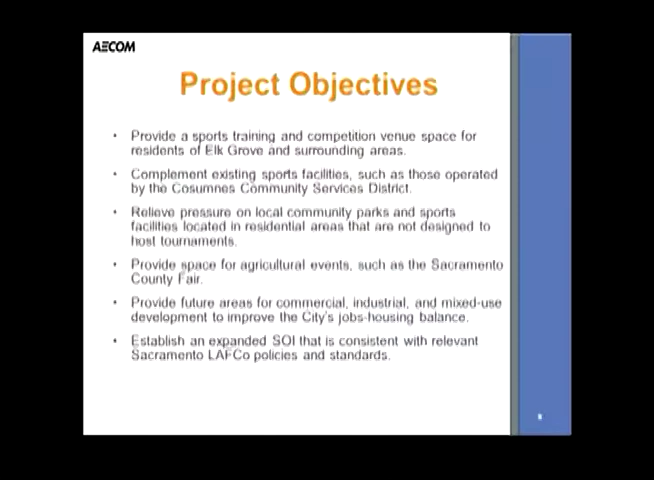 AECOM
Project Objectives
• Provide a sports training and competition venue space for
residents of Elk Grove and surrounding areas.
• Complement existing sports facilities, such as those operated
by the Cosumnes Community Services District.
• Relieve pressure on local community parks and sports
facilities located in residential areas that are not designed to
host tournaments.
• Provide space for agricultural events, such as the Sacramento
County Fair.
• Provide future areas for commercial, industrial, and mixed-use
development to improve the City's jobs-housing balance.
• Establish an expanded SOI that is consistent with relevant
Sacramento LAFCo policies and standards.